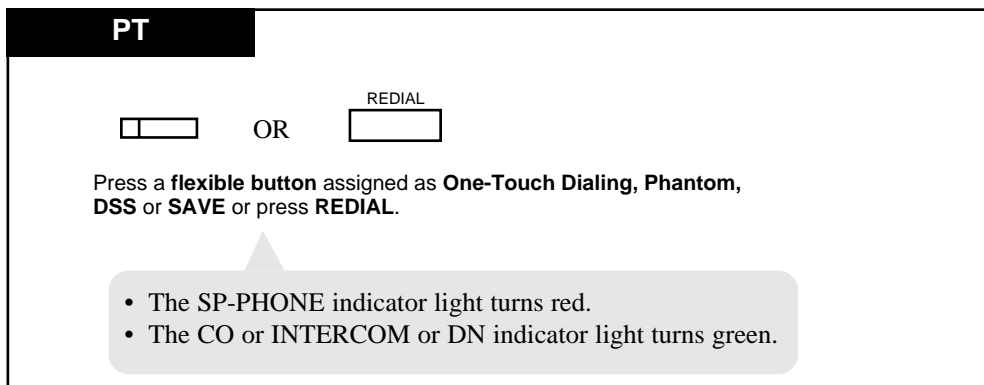 PT
REDIAL
OR
Press a flexible button assigned as One-Touch Dialing, Phantom,
DSS or SAVE or press REDIAL.
• The SP-PHONE indicator light turns red.
• The CO or INTERCOM or DN indicator light turns green.